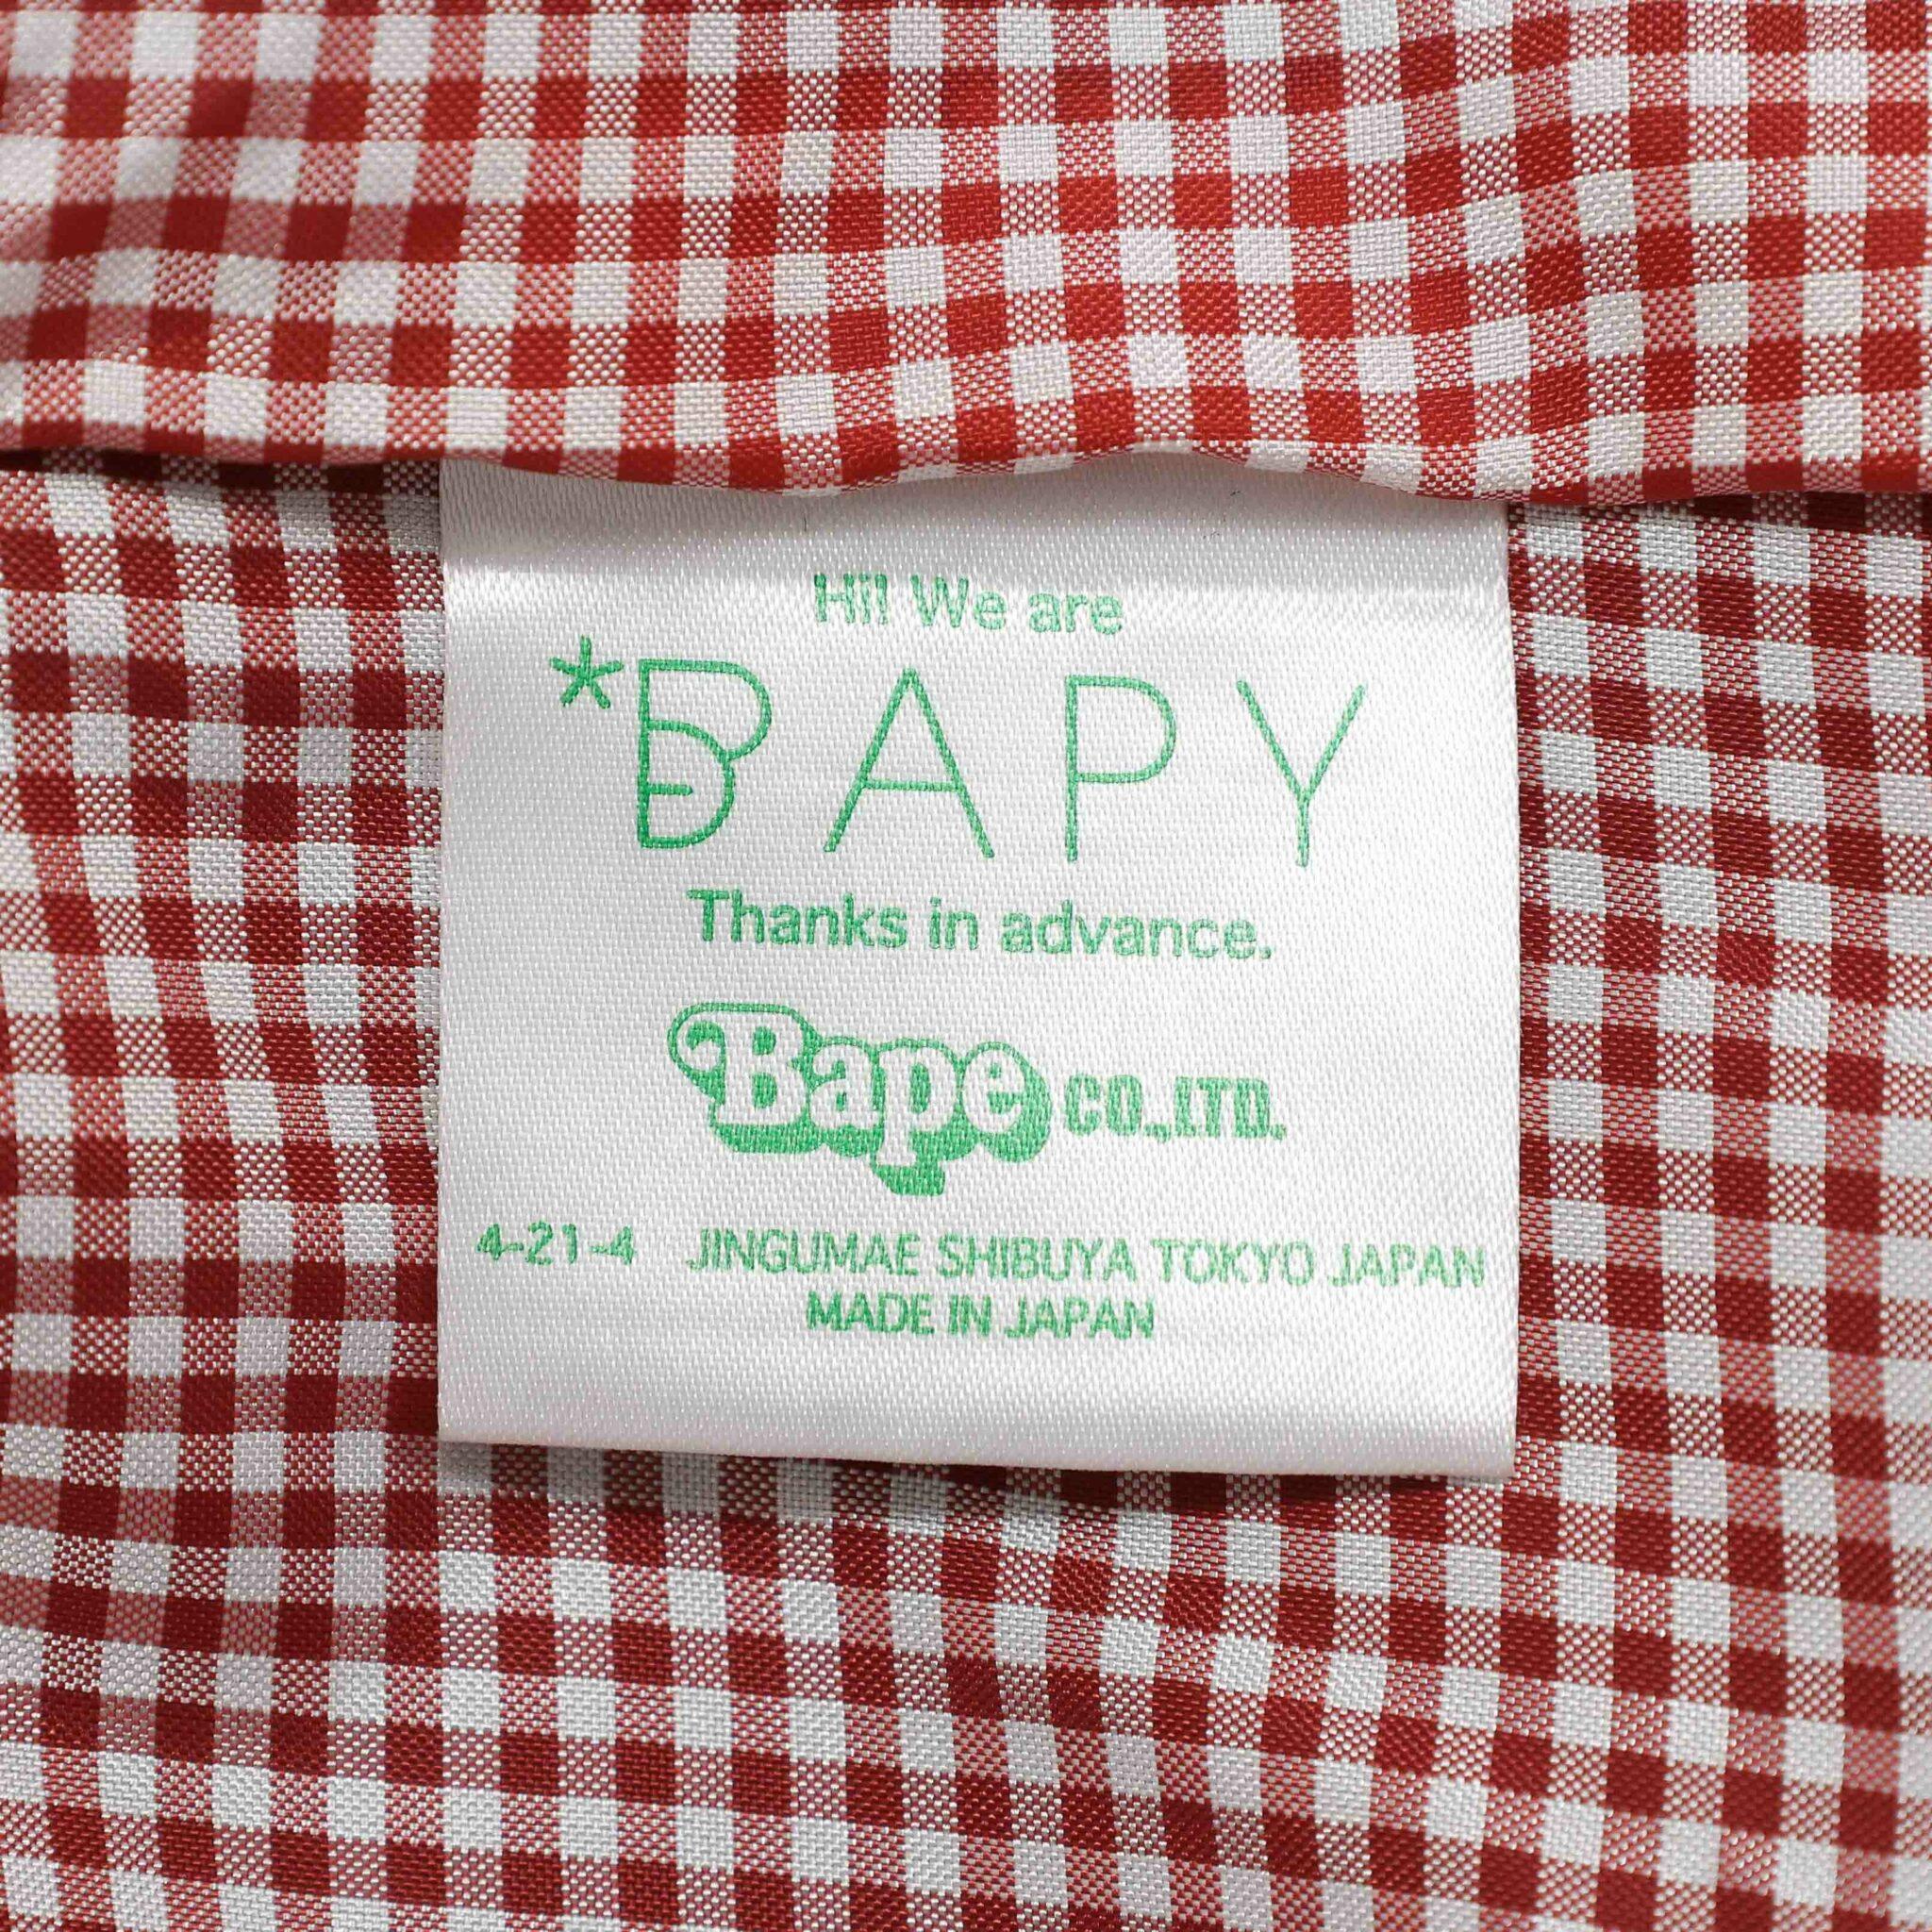 Hi! We are
*BAPY
Thanks in advance.
Bape CO.,LTD.
4-21-4 JINGUMAE SHIBUYA TOKYO JAPAN
MADE IN JAPAN